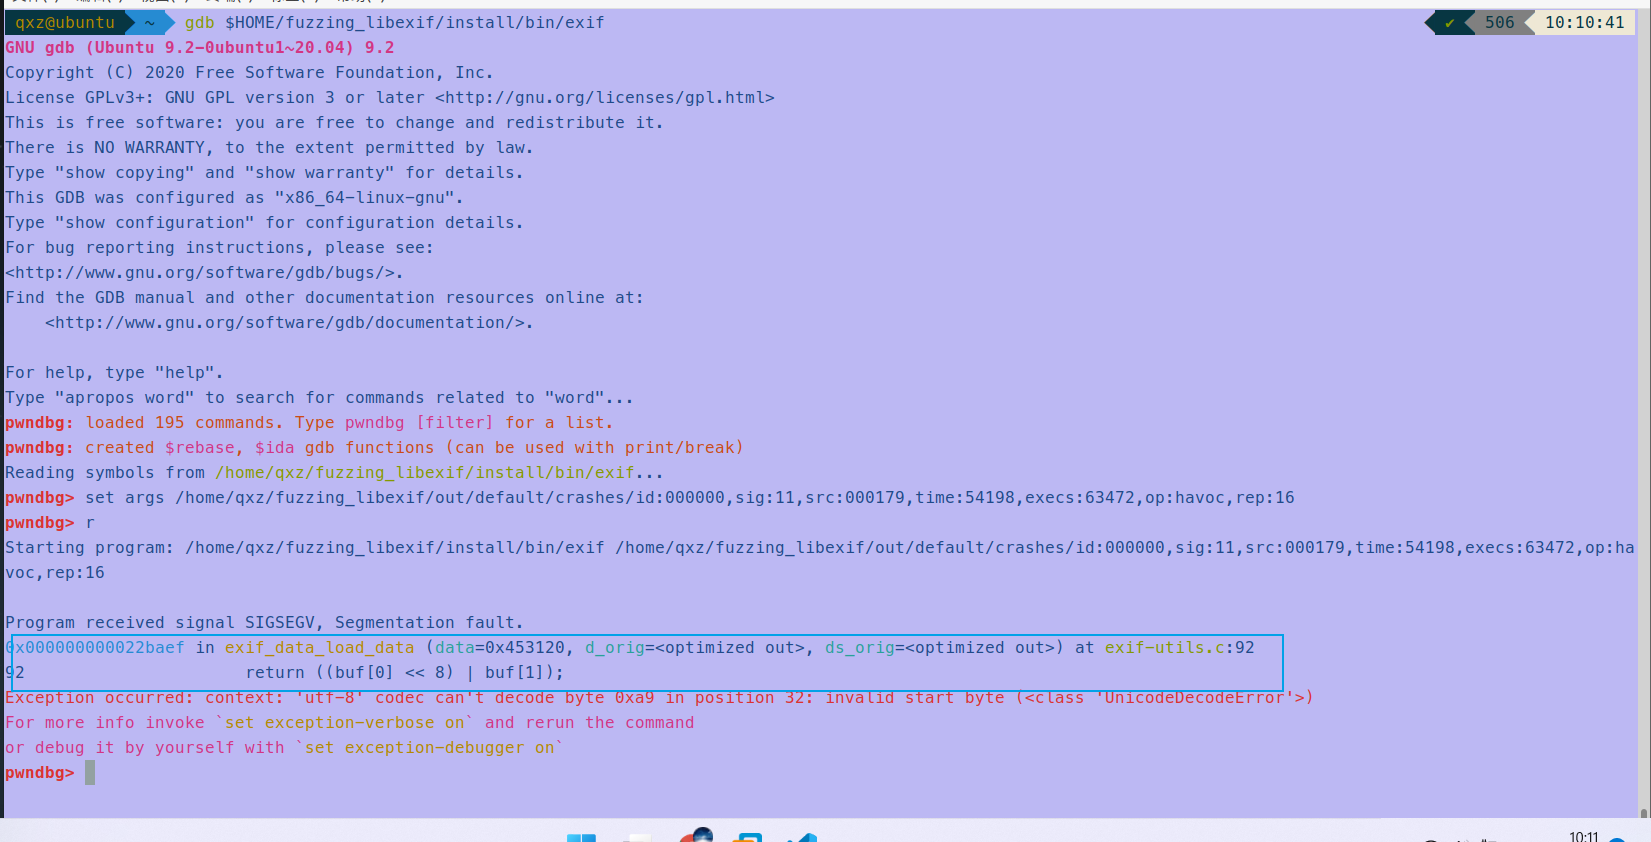 qxz@ubuntu ~ gdb $HOME/fuzzing_libexif/install/bin/exif ✔ 506 10:10:41
GNU gdb (Ubuntu 9.2-0ubuntu1~20.04) 9.2
Copyright (C) 2020 Free Software Foundation, Inc.
License GPLv3+: GNU GPL version 3 or later <http://gnu.org/licenses/gpl.html>
This is free software: you are free to change and redistribute it.
There is NO WARRANTY, to the extent permitted by law.
Type "show copying" and "show warranty" for details.
This GDB was configured as "x86_64-linux-gnu".
Type "show configuration" for configuration details.
For bug reporting instructions, please see:
<http://www.gnu.org/software/gdb/bugs/>.
Find the GDB manual and other documentation resources online at:
    <http://www.gnu.org/software/gdb/documentation/>.
For help, type "help".
Type "apropos word" to search for commands related to "word"...
pwndbg: loaded 195 commands. Type pwndbg [filter] for a list.
pwndbg: created $rebase, $ida gdb functions (can be used with print/break)
Reading symbols from /home/qxz/fuzzing_libexif/install/bin/exif...
pwndbg> set args /home/qxz/fuzzing_libexif/out/default/crashes/id:000000,sig:11,src:000179,time:54198,execs:63472,op:havoc,rep:16
pwndbg> r
Starting program: /home/qxz/fuzzing_libexif/install/bin/exif /home/qxz/fuzzing_libexif/out/default/crashes/id:000000,sig:11,src:000179,time:54198,execs:63472,op:ha
voc,rep:16
Program received signal SIGSEGV, Segmentation fault.
0x000000000022baef in exif_data_load_data (data=0x453120, d_orig=<optimized out>, ds_orig=<optimized out>) at exif-utils.c:92
92                      return ((buf[0] << 8) | buf[1]);
Exception occurred: context: 'utf-8' codec can't decode byte 0xa9 in position 32: invalid start byte (<class 'UnicodeDecodeError'>)
For more info invoke `set exception-verbose on` and rerun the command
or debug it by yourself with `set exception-debugger on`
pwndbg>
10:11